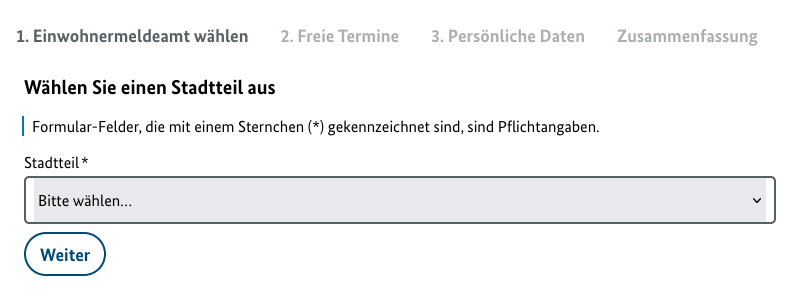 1. Einwohnermeldeamt wählen 2. Freie Termine 3. Persönliche Daten Zusammenfassung
Wählen Sie einen Stadtteil aus
Formular-Felder, die mit einem Sternchen (*) gekennzeichnet sind, sind Pflichtangaben.
Stadtteil*
Bitte wählen...
Weiter